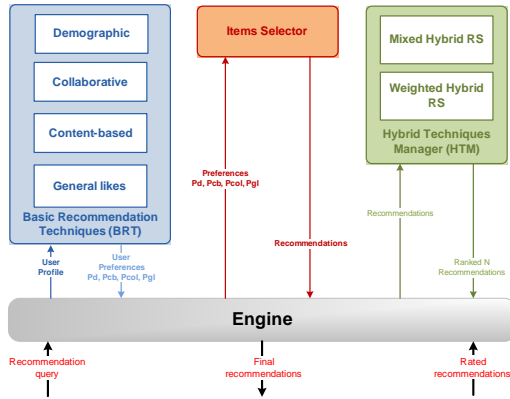 Demographic
Collaborative
Content-based
General likes
Basic Recommendation
Techniques (BRT)
Items Selector
Mixed Hybrid RS
Weighted Hybrid
RS
Hybrid Techniques
Manager (HTM)
Preferences
Pd, Pcb, Pcol, Pgl
Recommendations
Recommendations
User
Profile
User
Preferences
Pd, Pcb, Pcol, Pgl
Ranked N
Recommendations
Engine
Recommendation
query
Final
recommendations
Rated
recommendations